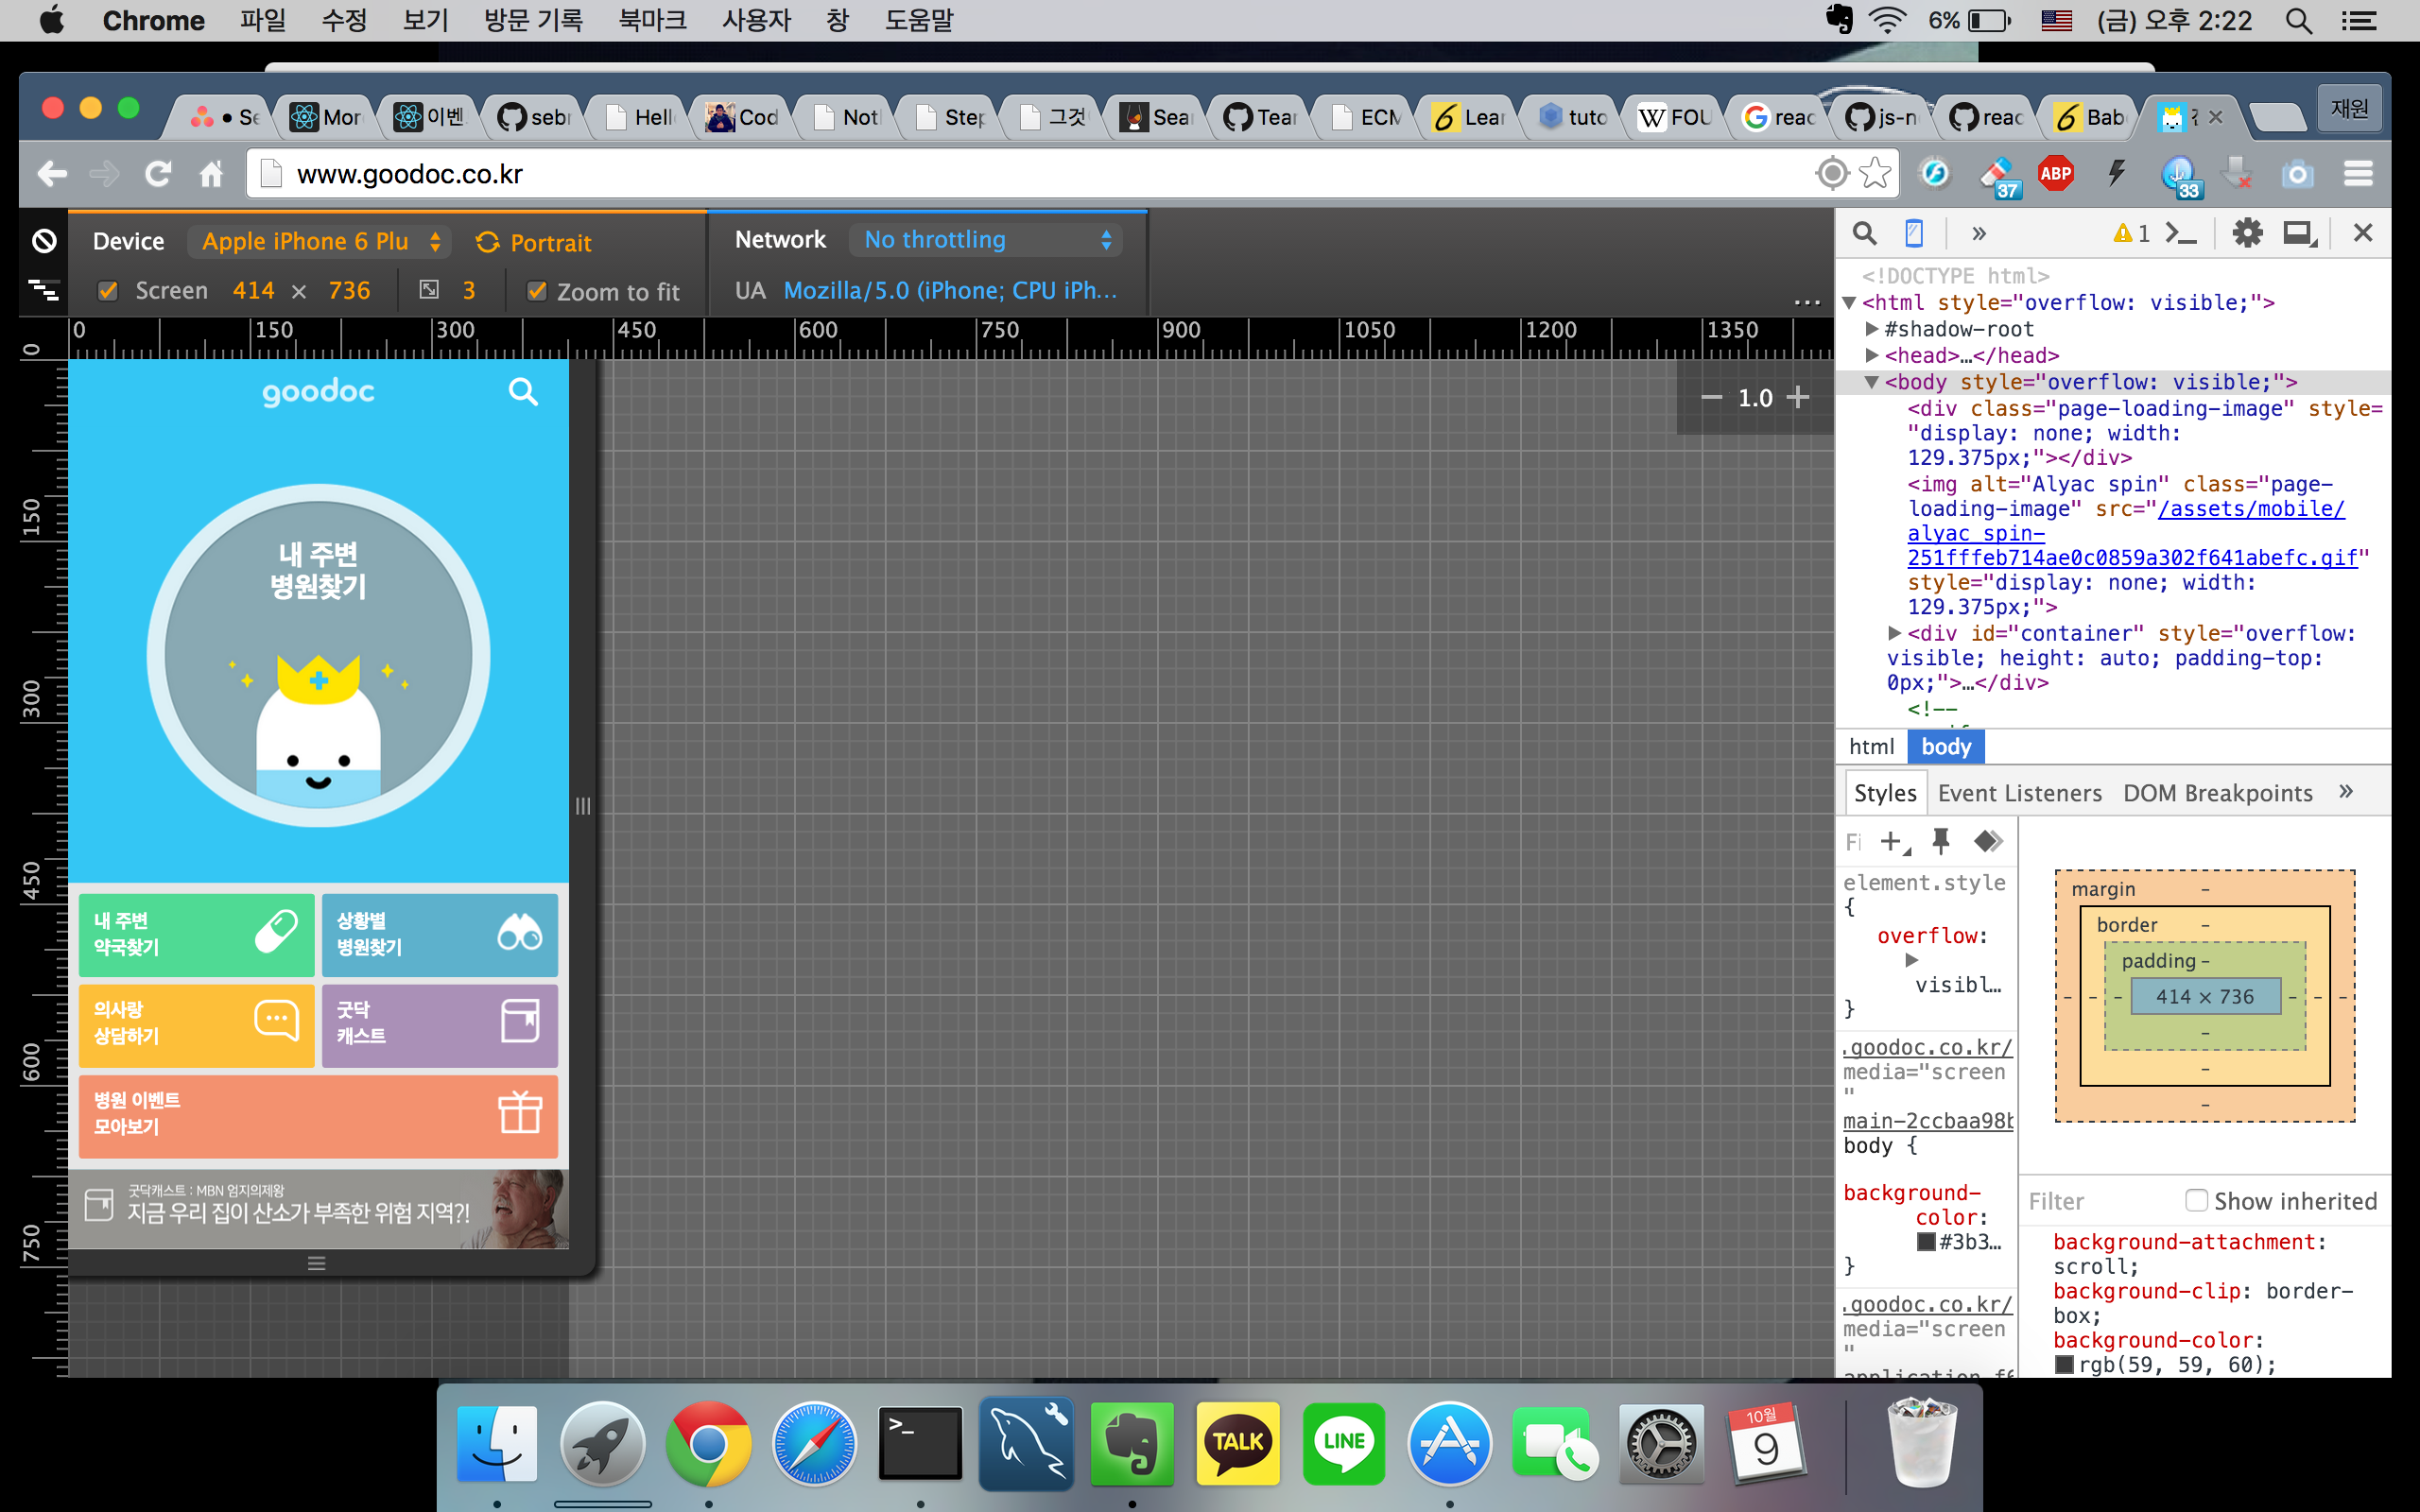 Chrome 파일 수정 보기 방문 기록 북마크 사용자 창 도움말 6% (금) 오후 2:22
Mor 이벤 sebr Hell Cod Not Step 그것 Sear Tear ECM Lear tuto FOU reac js-n reac Bab 재원
www.goodoc.co.kr 37 ABP 33
Device Apple iPhone 6 Plu Portrait Network No throttling
Screen 414 × 736 3 Zoom to fit UA Mozilla/5.0 (iPhone; CPU iPh... ...
0 150 300 450 600 750 900 1050 1200 1350
0
150
300
450
600
750
1.0
goodoc
내 주변
병원찾기
내 주변
약국찾기
상황별
병원찾기
의사랑
상담하기
굿닥
캐스트
병원 이벤트
모아보기
굿닥캐스트 : MBN 엄지의제왕
지금 우리 집이 산소가 부족한 위험 지역?!
» 1
<!DOCTYPE html>
<html style="overflow: visible;">
#shadow-root
<head>…</head>
<body style="overflow: visible;">
<div class="page-loading-image" style=
"display: none; width:
129.375px;"></div>
<img alt="Alyac spin" class="page-
loading-image" src="/assets/mobile/
alyac_spin-
251fffeb714ae0c0859a302f641abefc.gif"
style="display: none; width:
129.375px;">
<div id="container" style="overflow:
visible; height: auto; padding-top:
0px;">…</div>
<!--
html body
Styles Event Listeners DOM Breakpoints »
Fi
element.style
{
overflow:
visibl…
}
.goodoc.co.kr/
media="screen
"
main-2ccbaa98b
body {
background-
color:
#3b3…
}
.goodoc.co.kr/
media="screen
"
application-f6
margin –
border –
padding –
– – – 414 × 736 – – –
–
–
–
Filter Show inherited
background-attachment:
scroll;
background-clip: border-
box;
background-color:
rgb(59, 59, 60);
>_ TALK LINE 10월
9